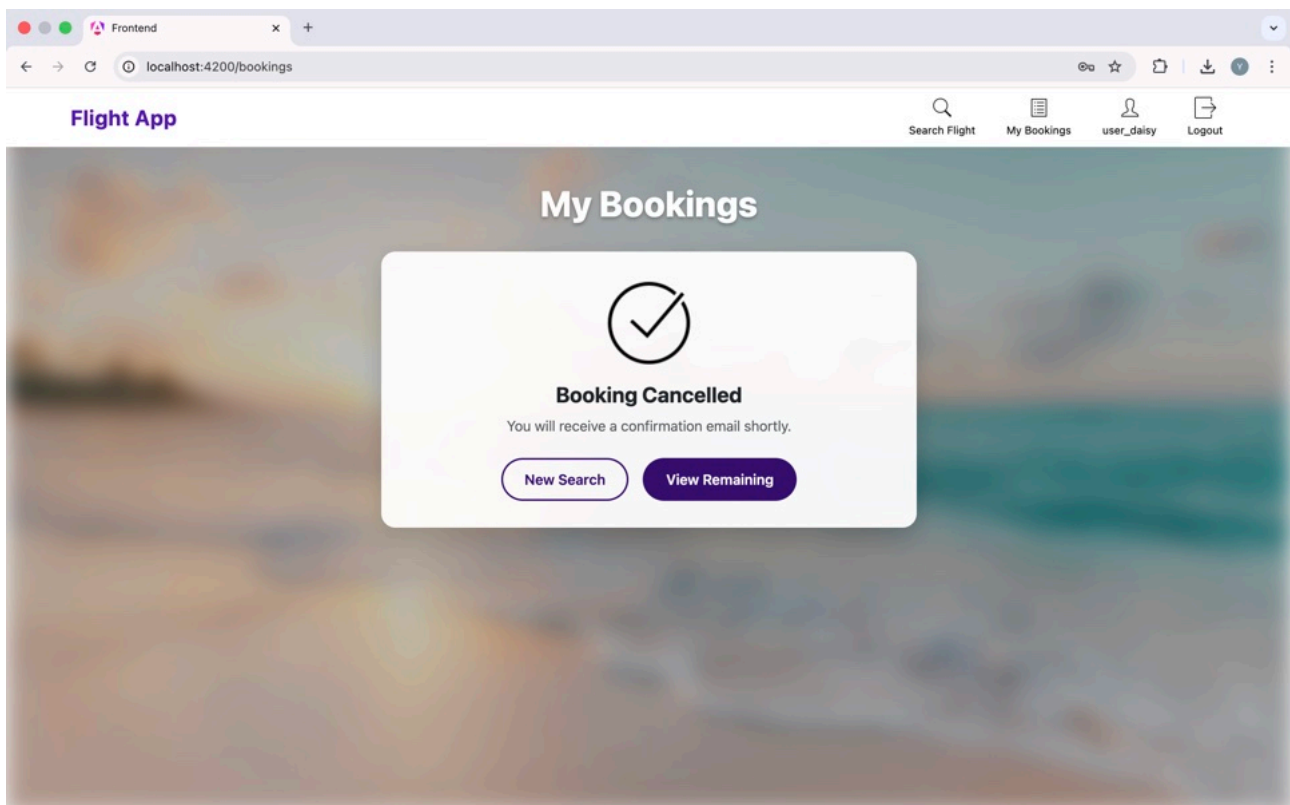 Frontend
localhost:4200/bookings
Y
Flight App
Search Flight
My Bookings
user_daisy
Logout
My Bookings
Booking Cancelled
You will receive a confirmation email shortly.
New Search
View Remaining